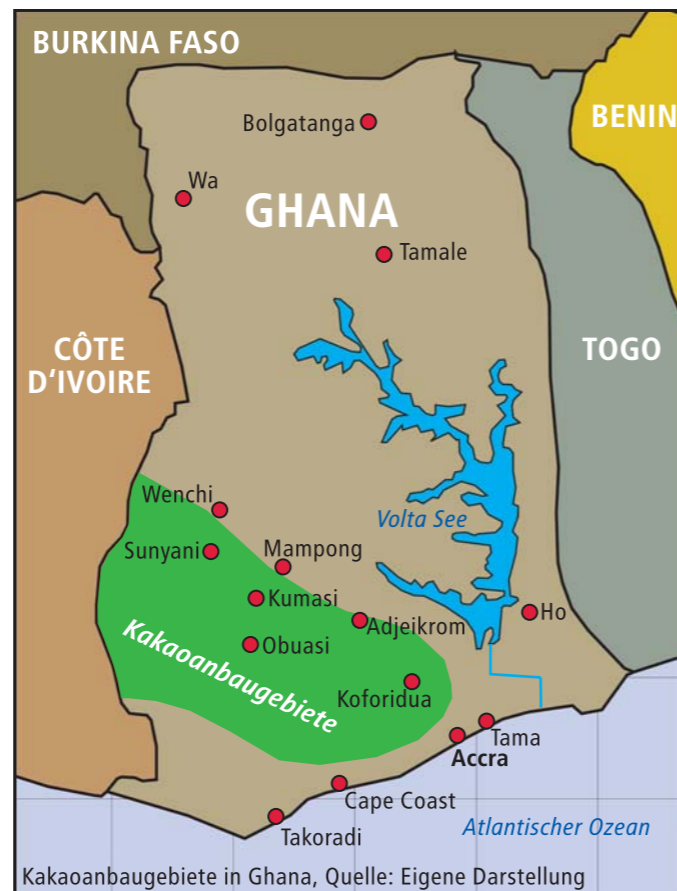 BURKINA FASO
BENIN
Bolgatanga
Wa
GHANA
Tamale
CÔTE
D'IVOIRE
TOGO
Wenchi
Volta See
Sunyani
Mampong
Kumasi
Ho
Adjeikrom
Obuasi
Kakaoanbaugebiete
Koforidua
Tama
Accra
Cape Coast
Takoradi
Atlantischer Ozean
Kakaoanbaugebiete in Ghana, Quelle: Eigene Darstellung